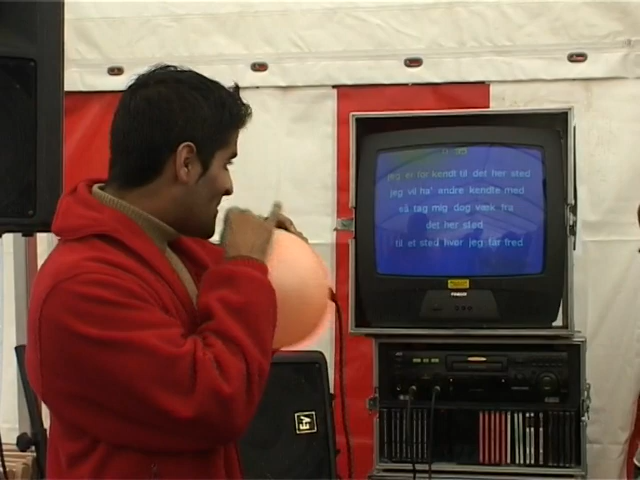 jeg er for kendt til det her sted
jeg vil ha' andre kendte med
så tag mig dog væk fra
det her sted
til et sted hvor jeg får fred
EV